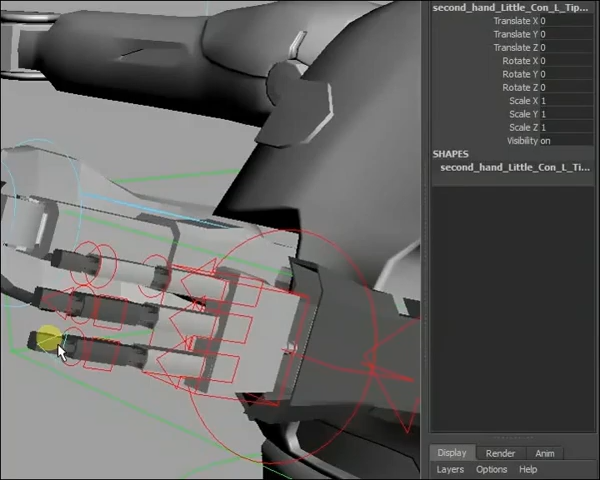 second_hand_Little_Con_L_Tip...
Translate X 0
Translate Y 0
Translate Z 0
Rotate X 0
Rotate Y 0
Rotate Z 0
Scale X 1
Scale Y 1
Scale Z 1
Visibility on
SHAPES
second_hand_Little_Con_L_Ti...
Display Render Anim
Layers Options Help